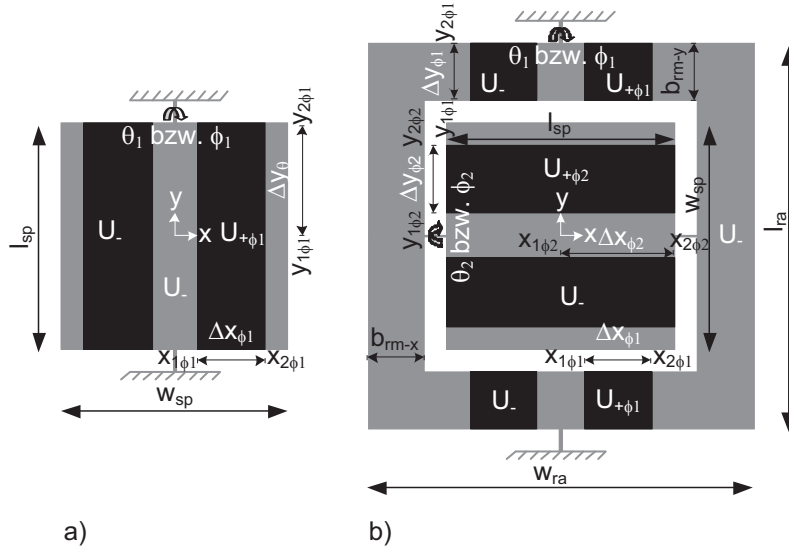 y2ϕ1
θ1 bzw. ϕ1
Δyθ
y1ϕ1
lsp
U-
y
x
U+ϕ1
U-
Δxϕ1
x1ϕ1
x2ϕ1
wsp
a)
y2ϕ1
θ1 bzw. ϕ1
Δyϕ1
U-
U+ϕ1
brm-y
y1ϕ1
y2ϕ2
lsp
Δyϕ2
U+ϕ2
wsp
lra
y1ϕ2
θ2 bzw. ϕ2
y
x
x1ϕ2
Δxϕ2
x2ϕ2
U-
U-
Δxϕ1
brm-x
x1ϕ1
x2ϕ1
U-
U+ϕ1
wra
b)